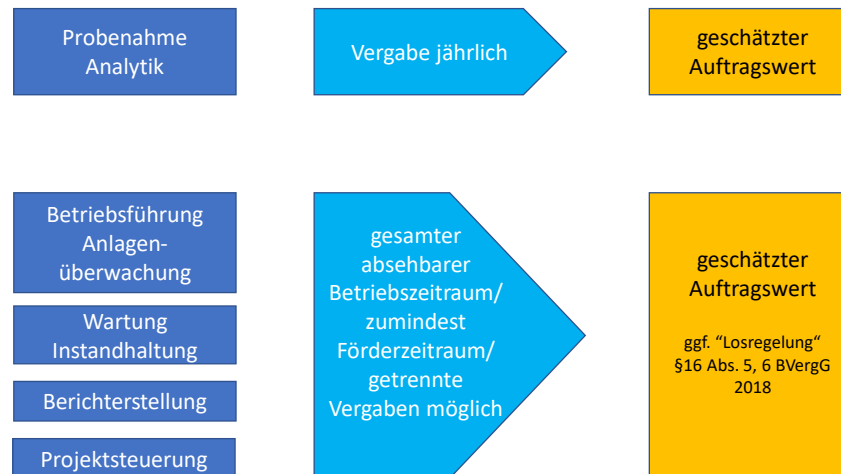 Probenahme
Analytik
Vergabe jährlich
geschätzter
Auftragswert
Betriebsführung
Anlagen-
überwachung
Wartung
Instandhaltung
Berichterstellung
Projektsteuerung
gesamter
absehbarer
Betriebszeitraum/
zumindest
Förderzeitraum/
getrennte
Vergaben möglich
geschätzter
Auftragswert
ggf. “Losregelung“
§16 Abs. 5, 6 BVergG
2018